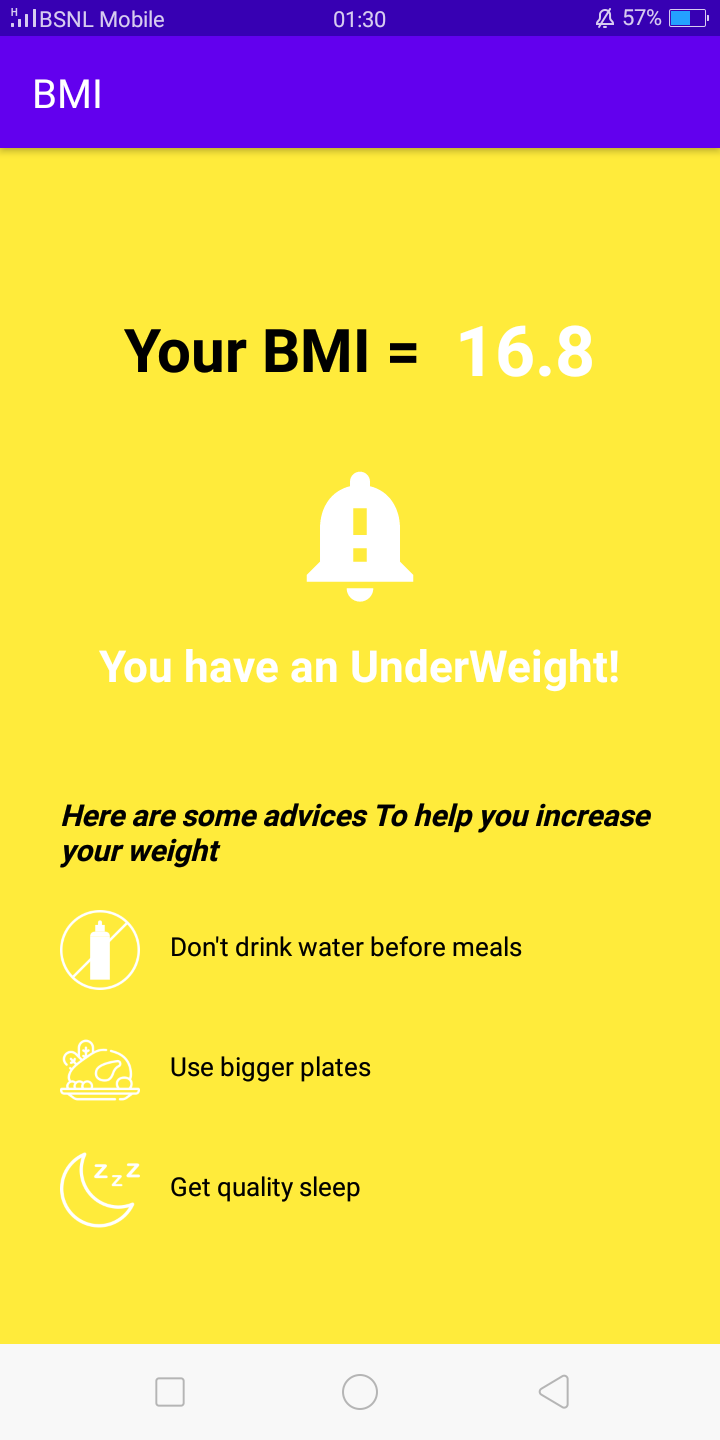 H BSNL Mobile 01:30 57%
BMI
Your BMI = 16.8
You have an UnderWeight!
Here are some advices To help you increase
your weight
Don't drink water before meals
Use bigger plates
z z z
Get quality sleep